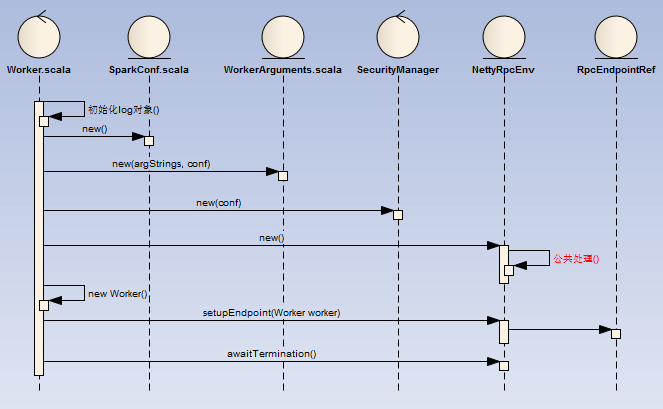 Worker.scala
SparkConf.scala
WorkerArguments.scala
SecurityManager
NettyRpcEnv
RpcEndpointRef
初始化log对象()
new()
new(argStrings, conf)
new(conf)
new()
公共处理()
new Worker()
setupEndpoint(Worker worker)
awaitTermination()